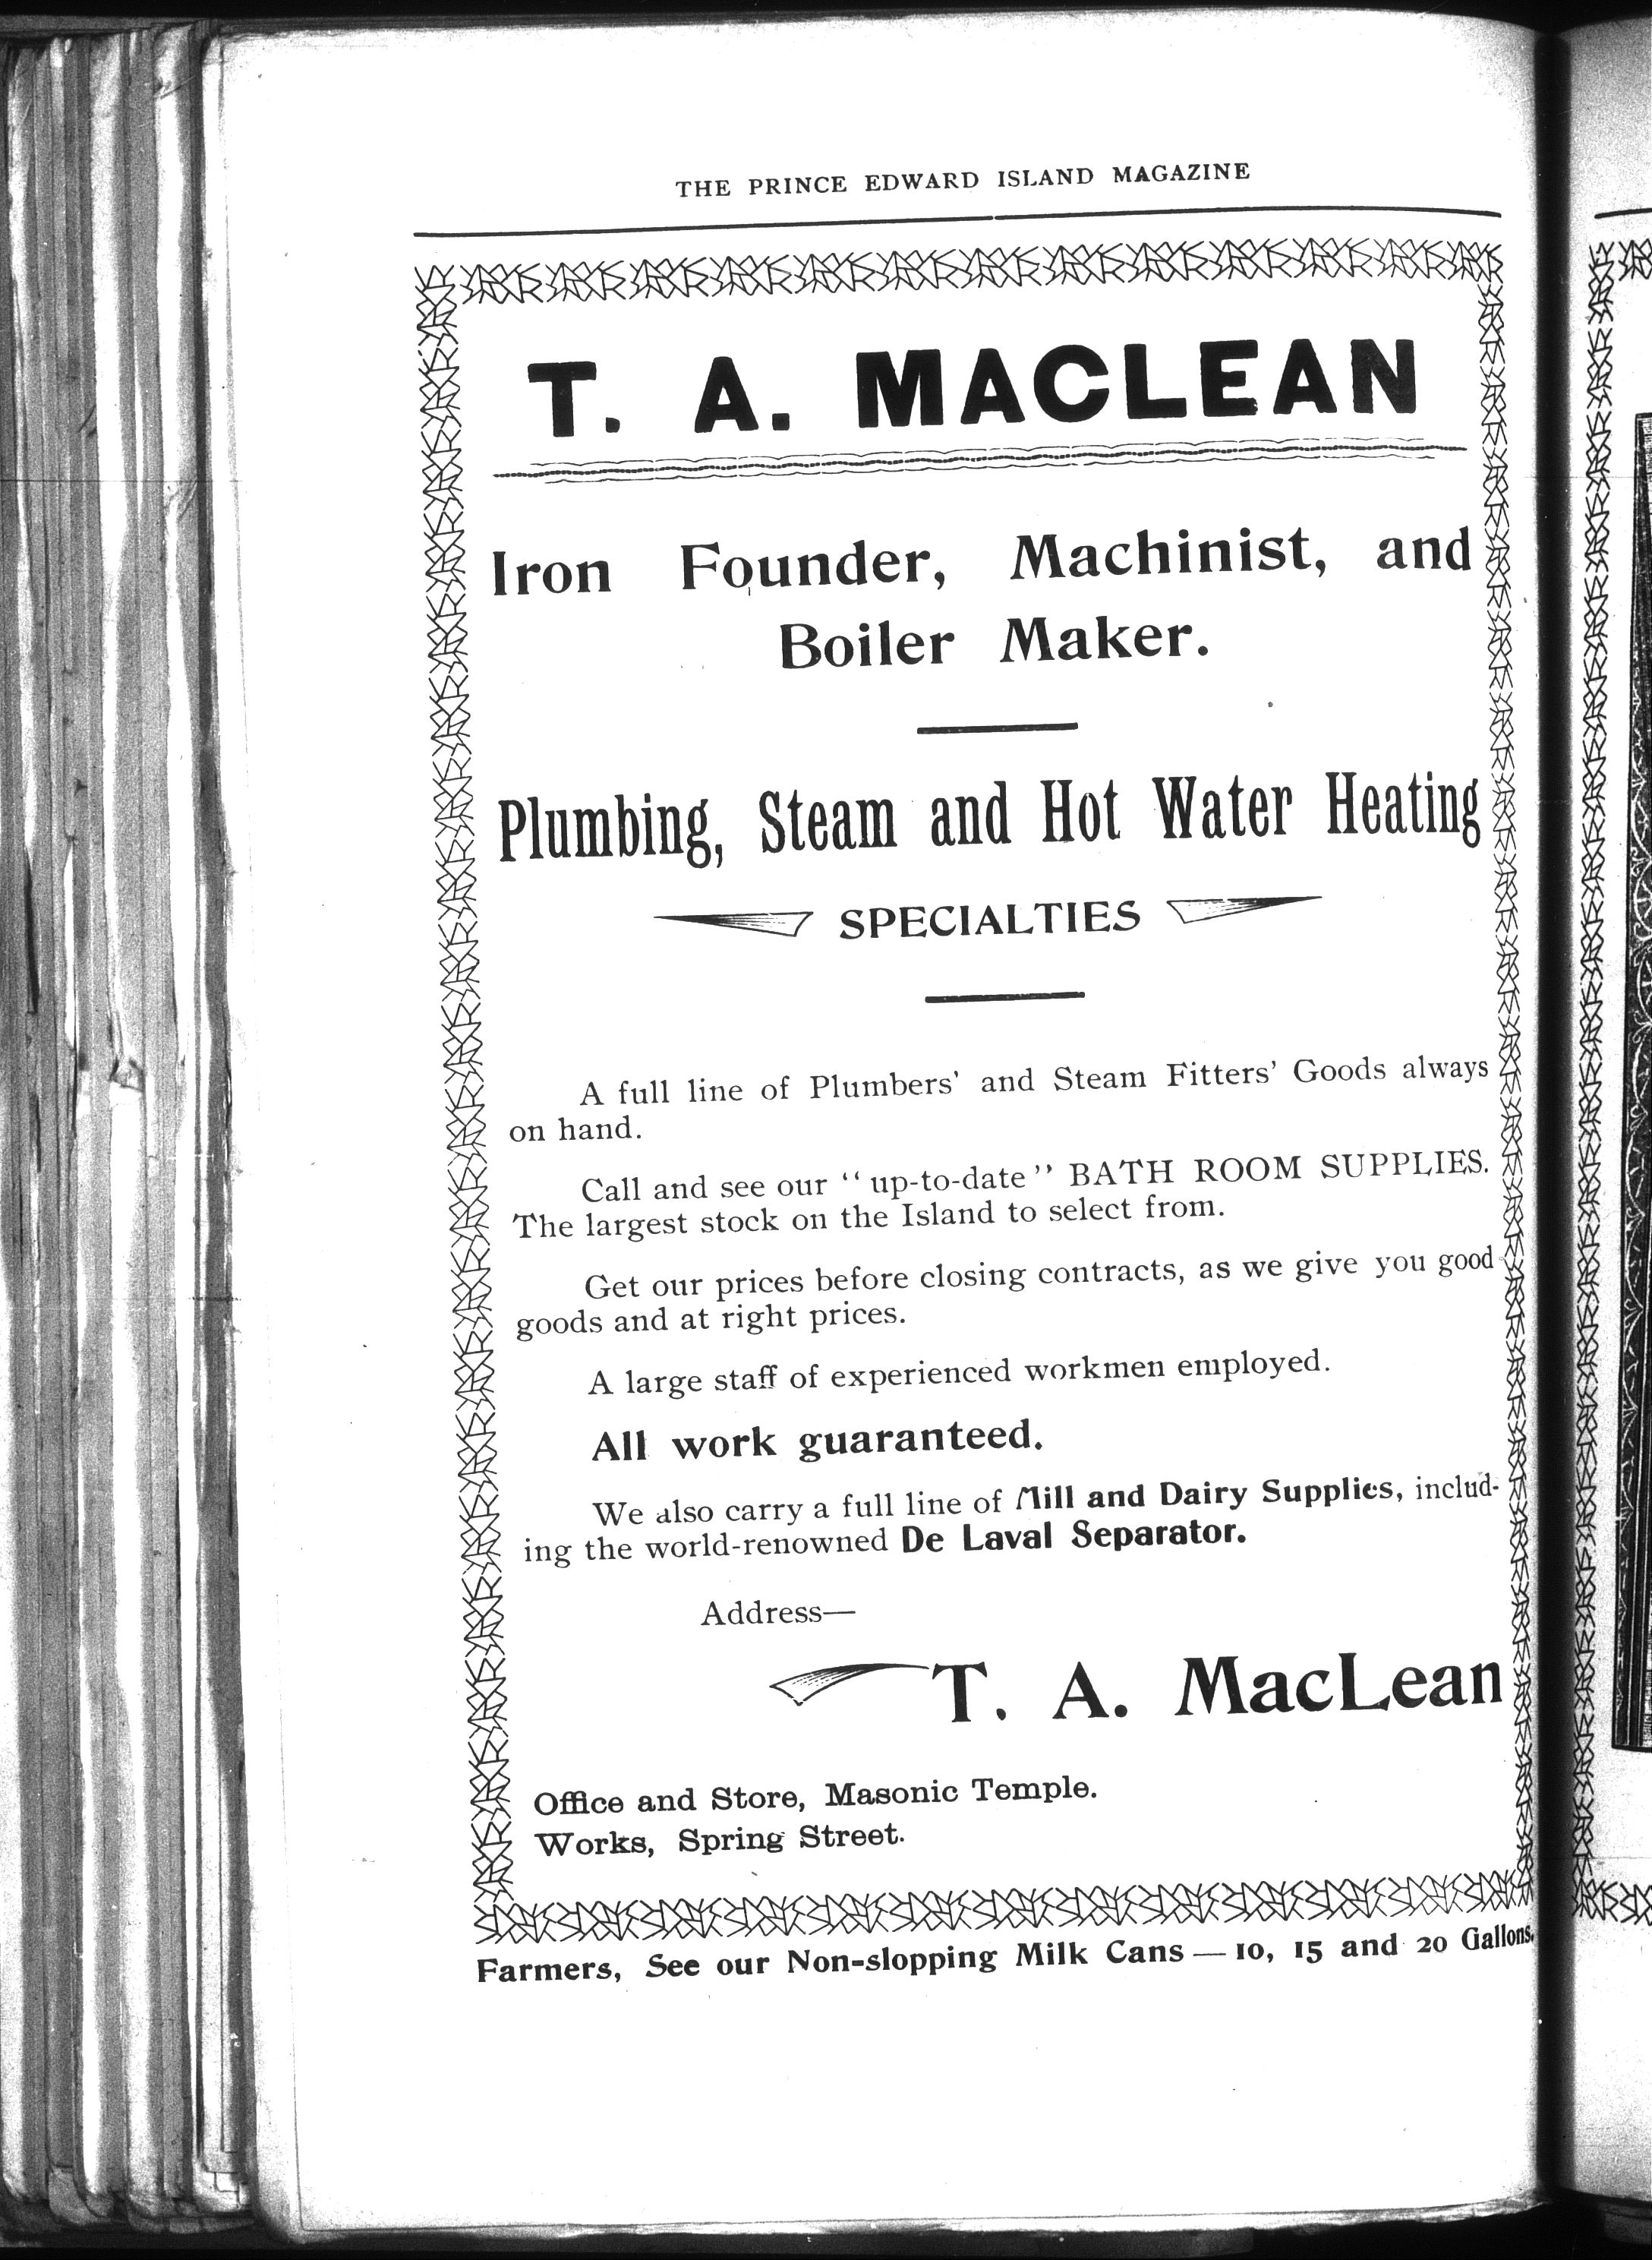 THE PRINCE EDWARD ISLAND MAGAZINE
T. A. MACLEAN
Iron Founder, Machinist, and
Boiler Maker.
Plumbing, Steam and Hot Water Heating
SPECIALTIES
A full line of Plumbers' and Steam Fitters' Goods always
on hand.
Call and see our "up-to-date" BATH ROOM SUPPLIES.
The largest stock on the Island to select from.
Get our prices before closing contracts, as we give you good
goods and at right prices.
A large staff of experienced workmen employed.
All work guaranteed.
We also carry a full line of Mill and Dairy Supplies, includ-
ing the world-renowned De Laval Separator.
Address—
T. A. MacLean
Office and Store, Masonic Temple.
Works, Spring Street.
Farmers, See our Non-slopping Milk Cans — 10, 15 and 20 Gallons.